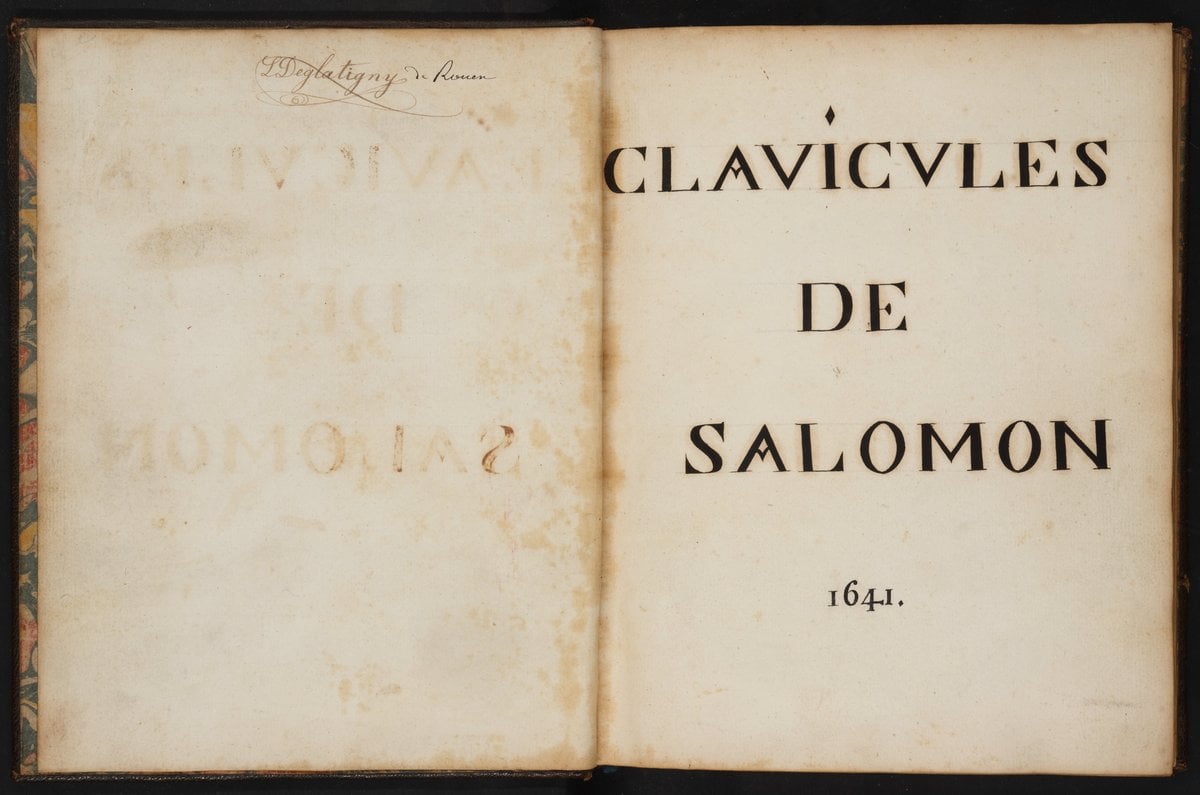 L Deglatigny de Rouen
CLAVICVLES
DE
SALOMON
1641.